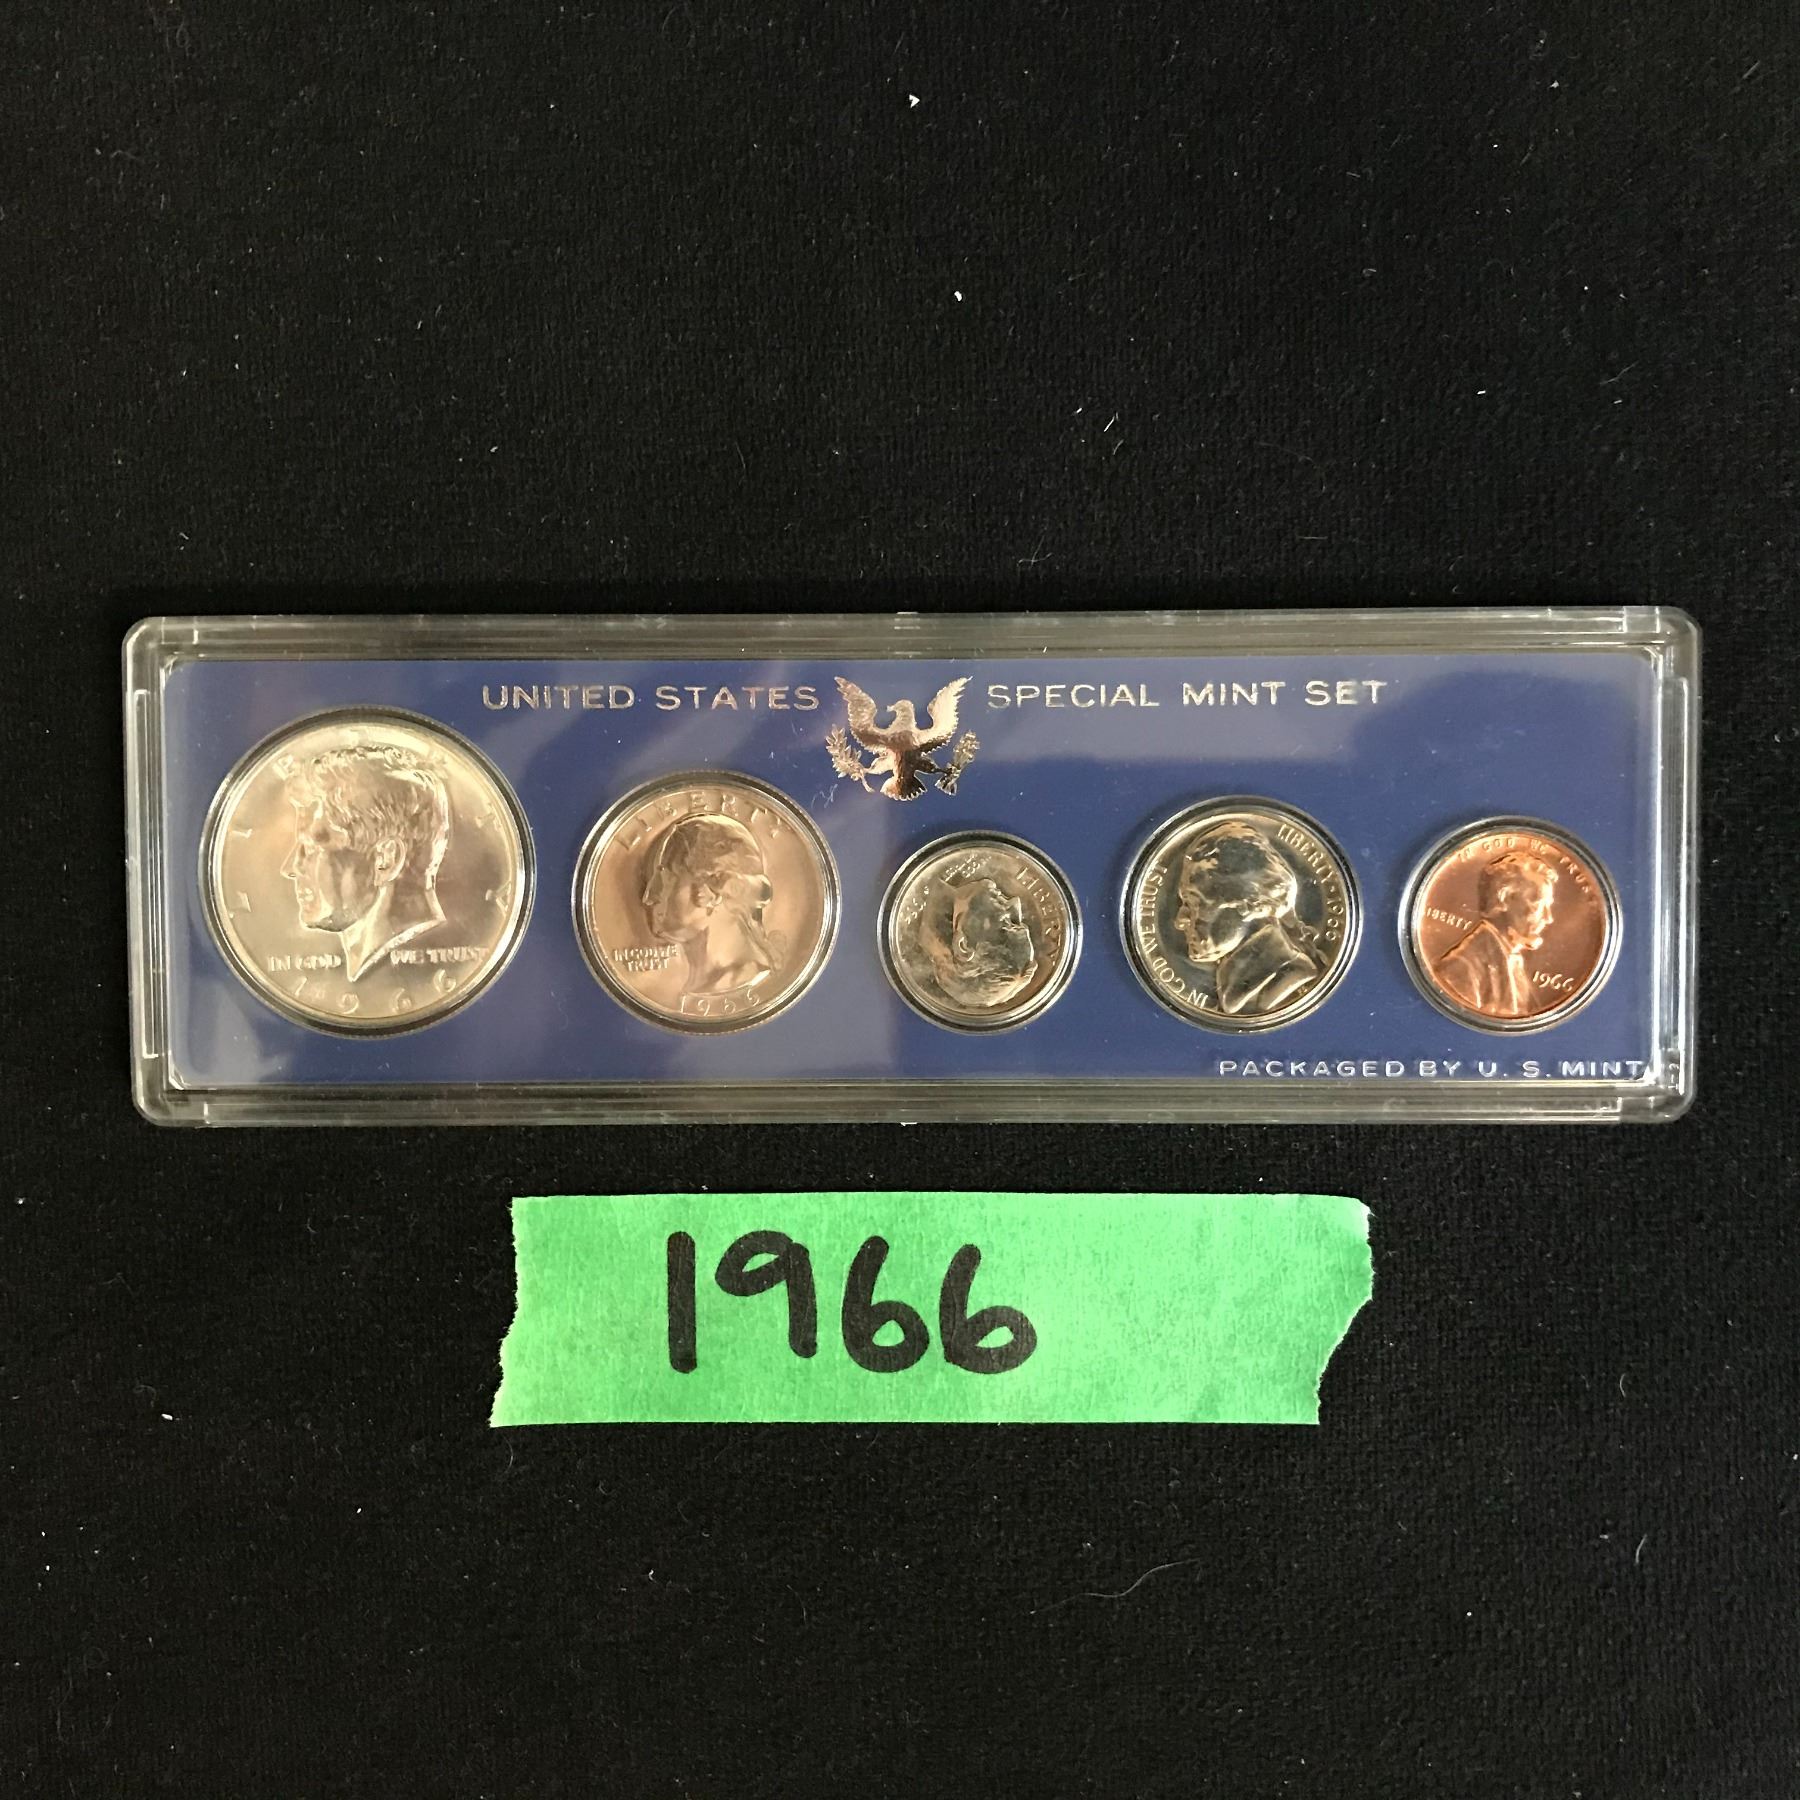 UNITED STATES SPECIAL MINT SET
LIBERTY
IN GOD WE TRUST
1966
LIBERTY
IN GOD WE
TRUST
1966
LIBERTY
LIBERTY · 1966
IN GOD WE TRUST
IN GOD WE TRUST
LIBERTY
1966
PACKAGED BY U. S. MINT
1966